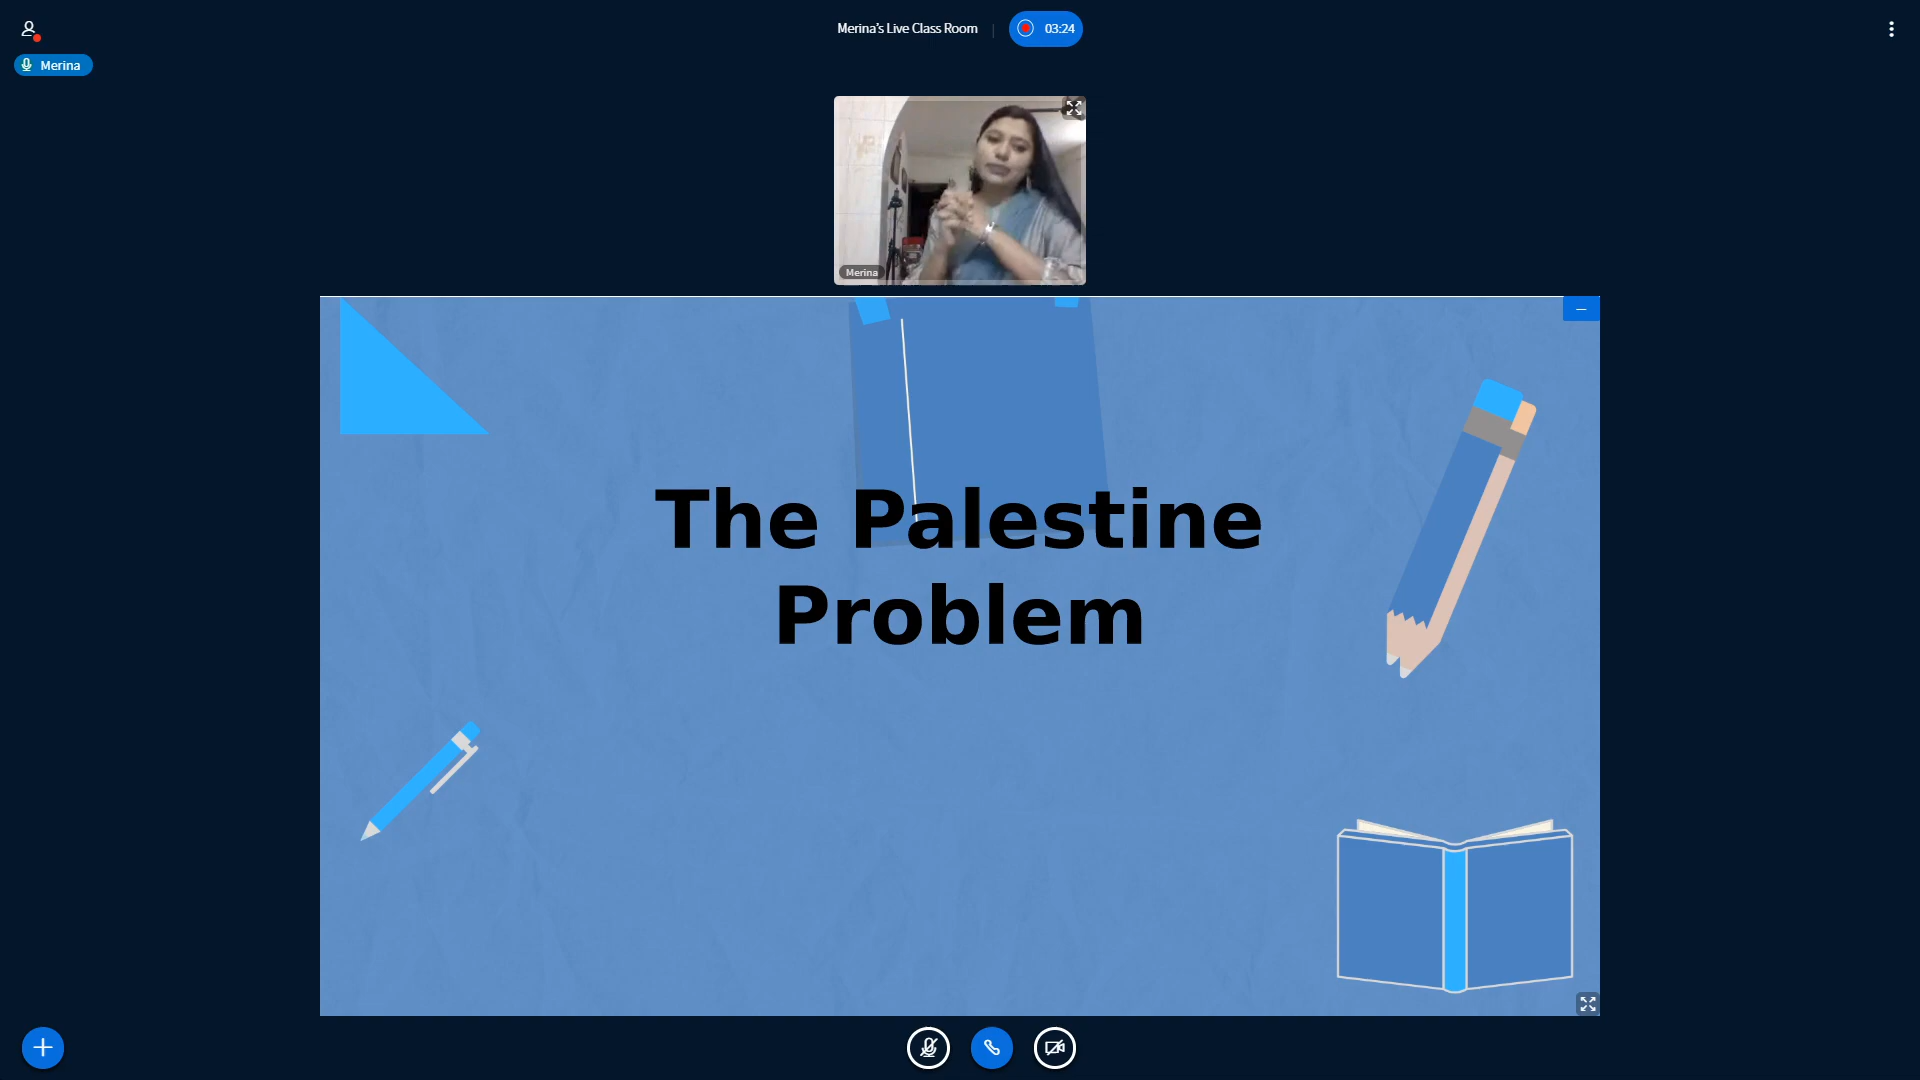 Merina's Live Class Room
03:24
Merina
Merina
The Palestine
Problem